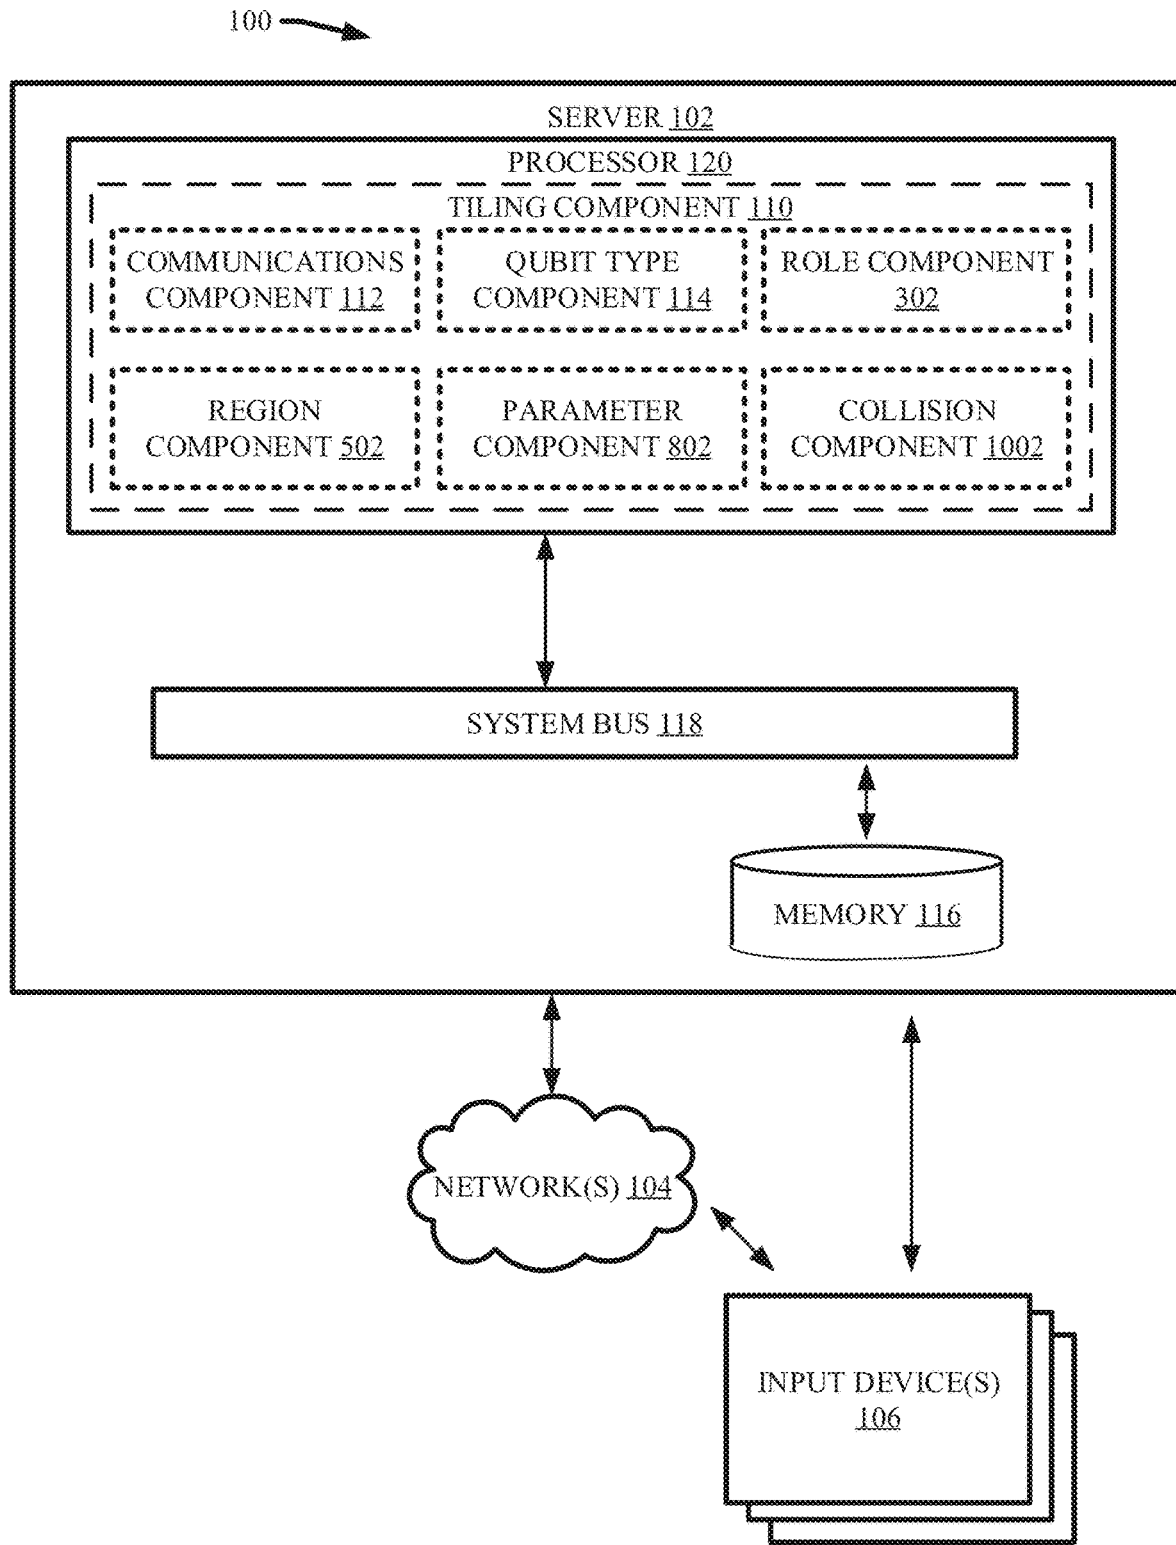 100
SERVER 102
PROCESSOR 120
TILING COMPONENT 110
COMMUNICATIONS
COMPONENT 112
QUBIT TYPE
COMPONENT 114
ROLE COMPONENT
302
REGION
COMPONENT 502
PARAMETER
COMPONENT 802
COLLISION
COMPONENT 1002
SYSTEM BUS 118
MEMORY 116
NETWORK(S) 104
INPUT DEVICE(S)
106